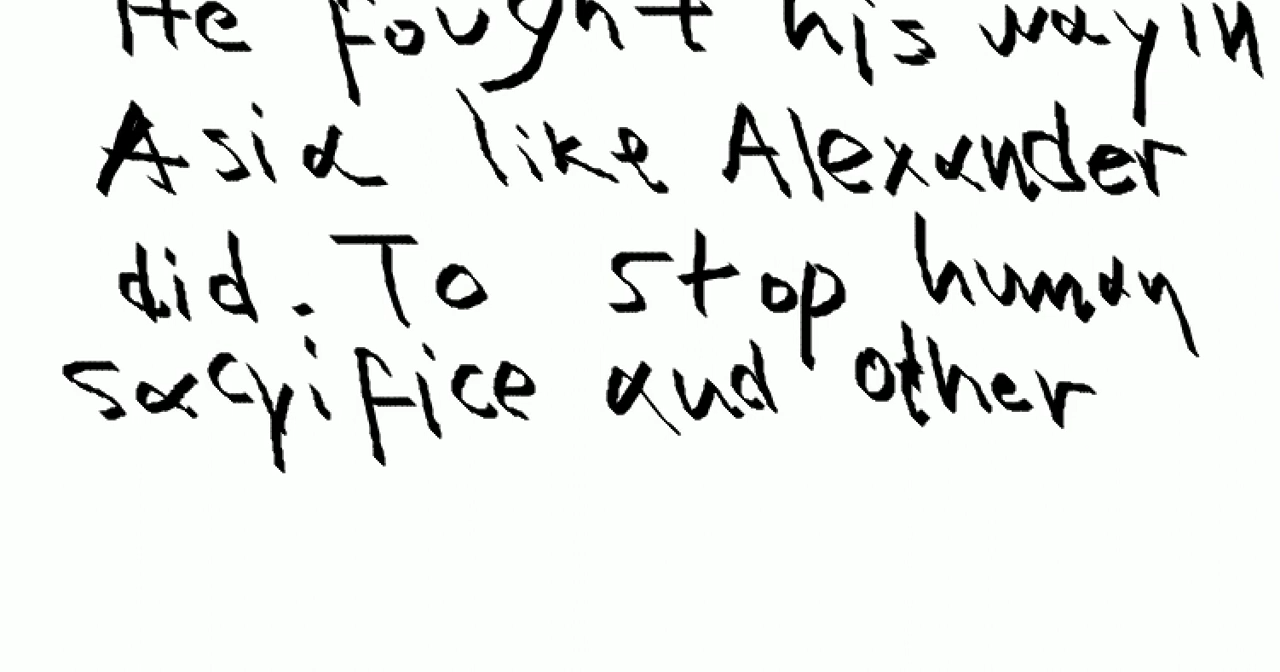 He fought his way in
Asia like Alexander
did. To stop human
sacrifice and other